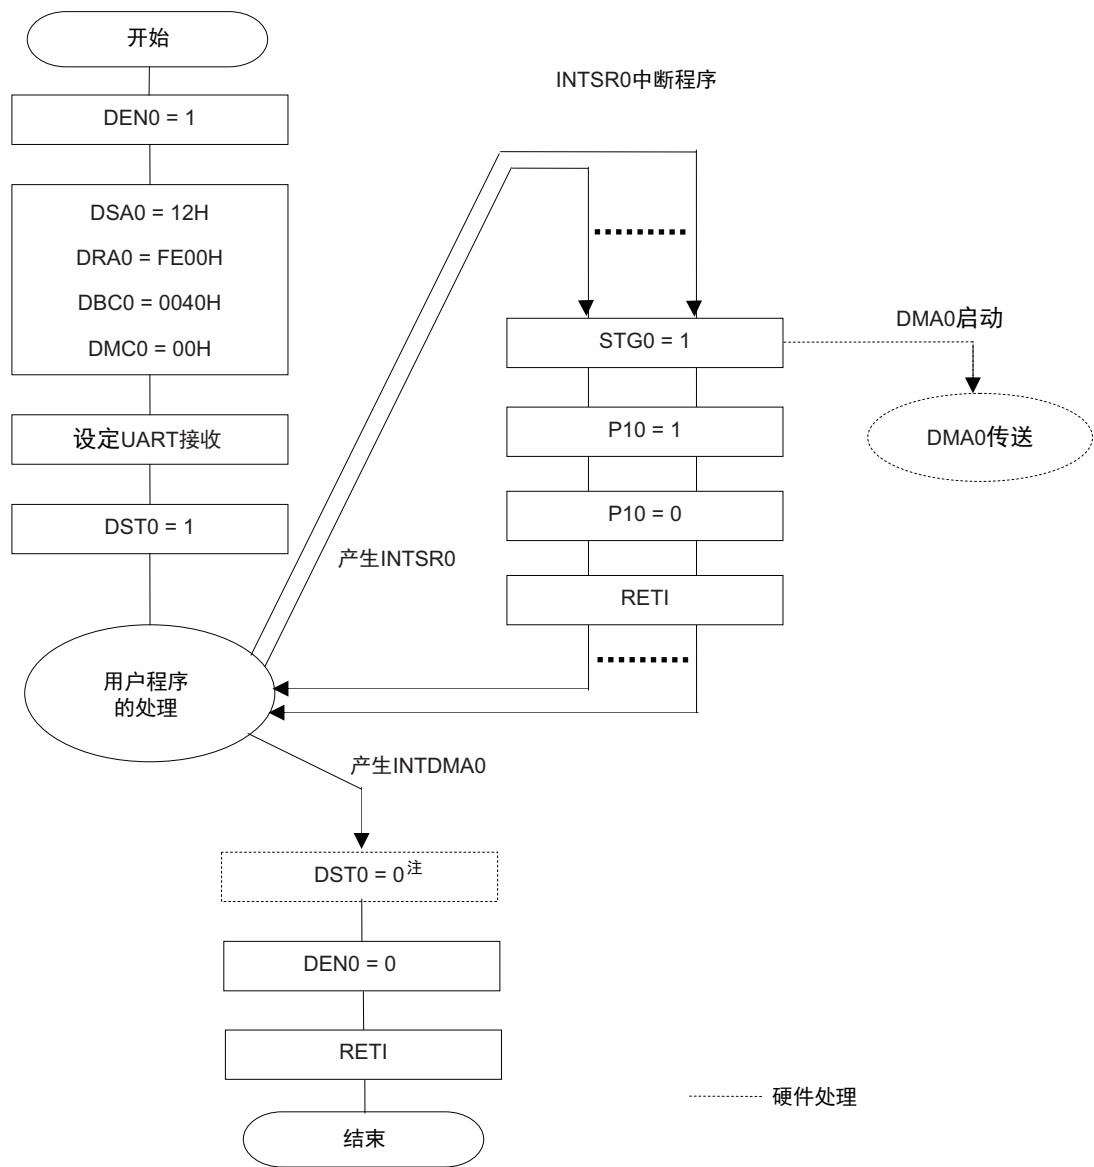 开始
DEN0 = 1
DSA0 = 12H
DRA0 = FE00H
DBC0 = 0040H
DMC0 = 00H
设定UART接收
DST0 = 1
用户程序
的处理
产生INTSR0
INTSR0中断程序
STG0 = 1
P10 = 1
P10 = 0
RETI
DMA0启动
DMA0传送
产生INTDMA0
DST0 = 0注
DEN0 = 0
RETI
结束
硬件处理